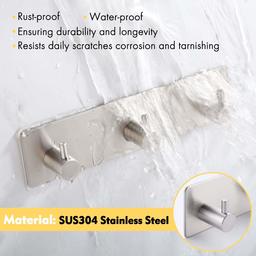 • Rust-proof • Water-proof
• Ensuring durability and longevity
• Resists daily scratches corrosion and tarnishing
Material: SUS304 Stainless Steel